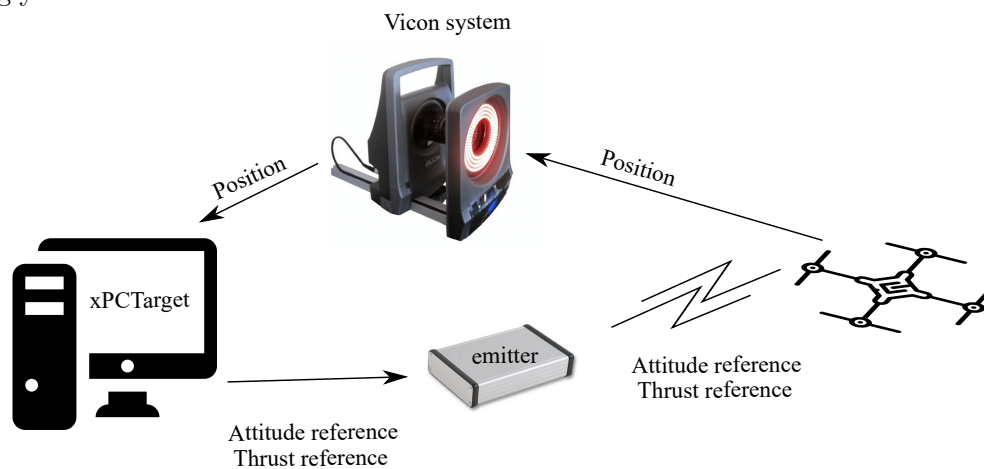 Vicon system
Position
Position
xPCTarget
emitter
Attitude reference
Thrust reference
Attitude reference
Thrust reference